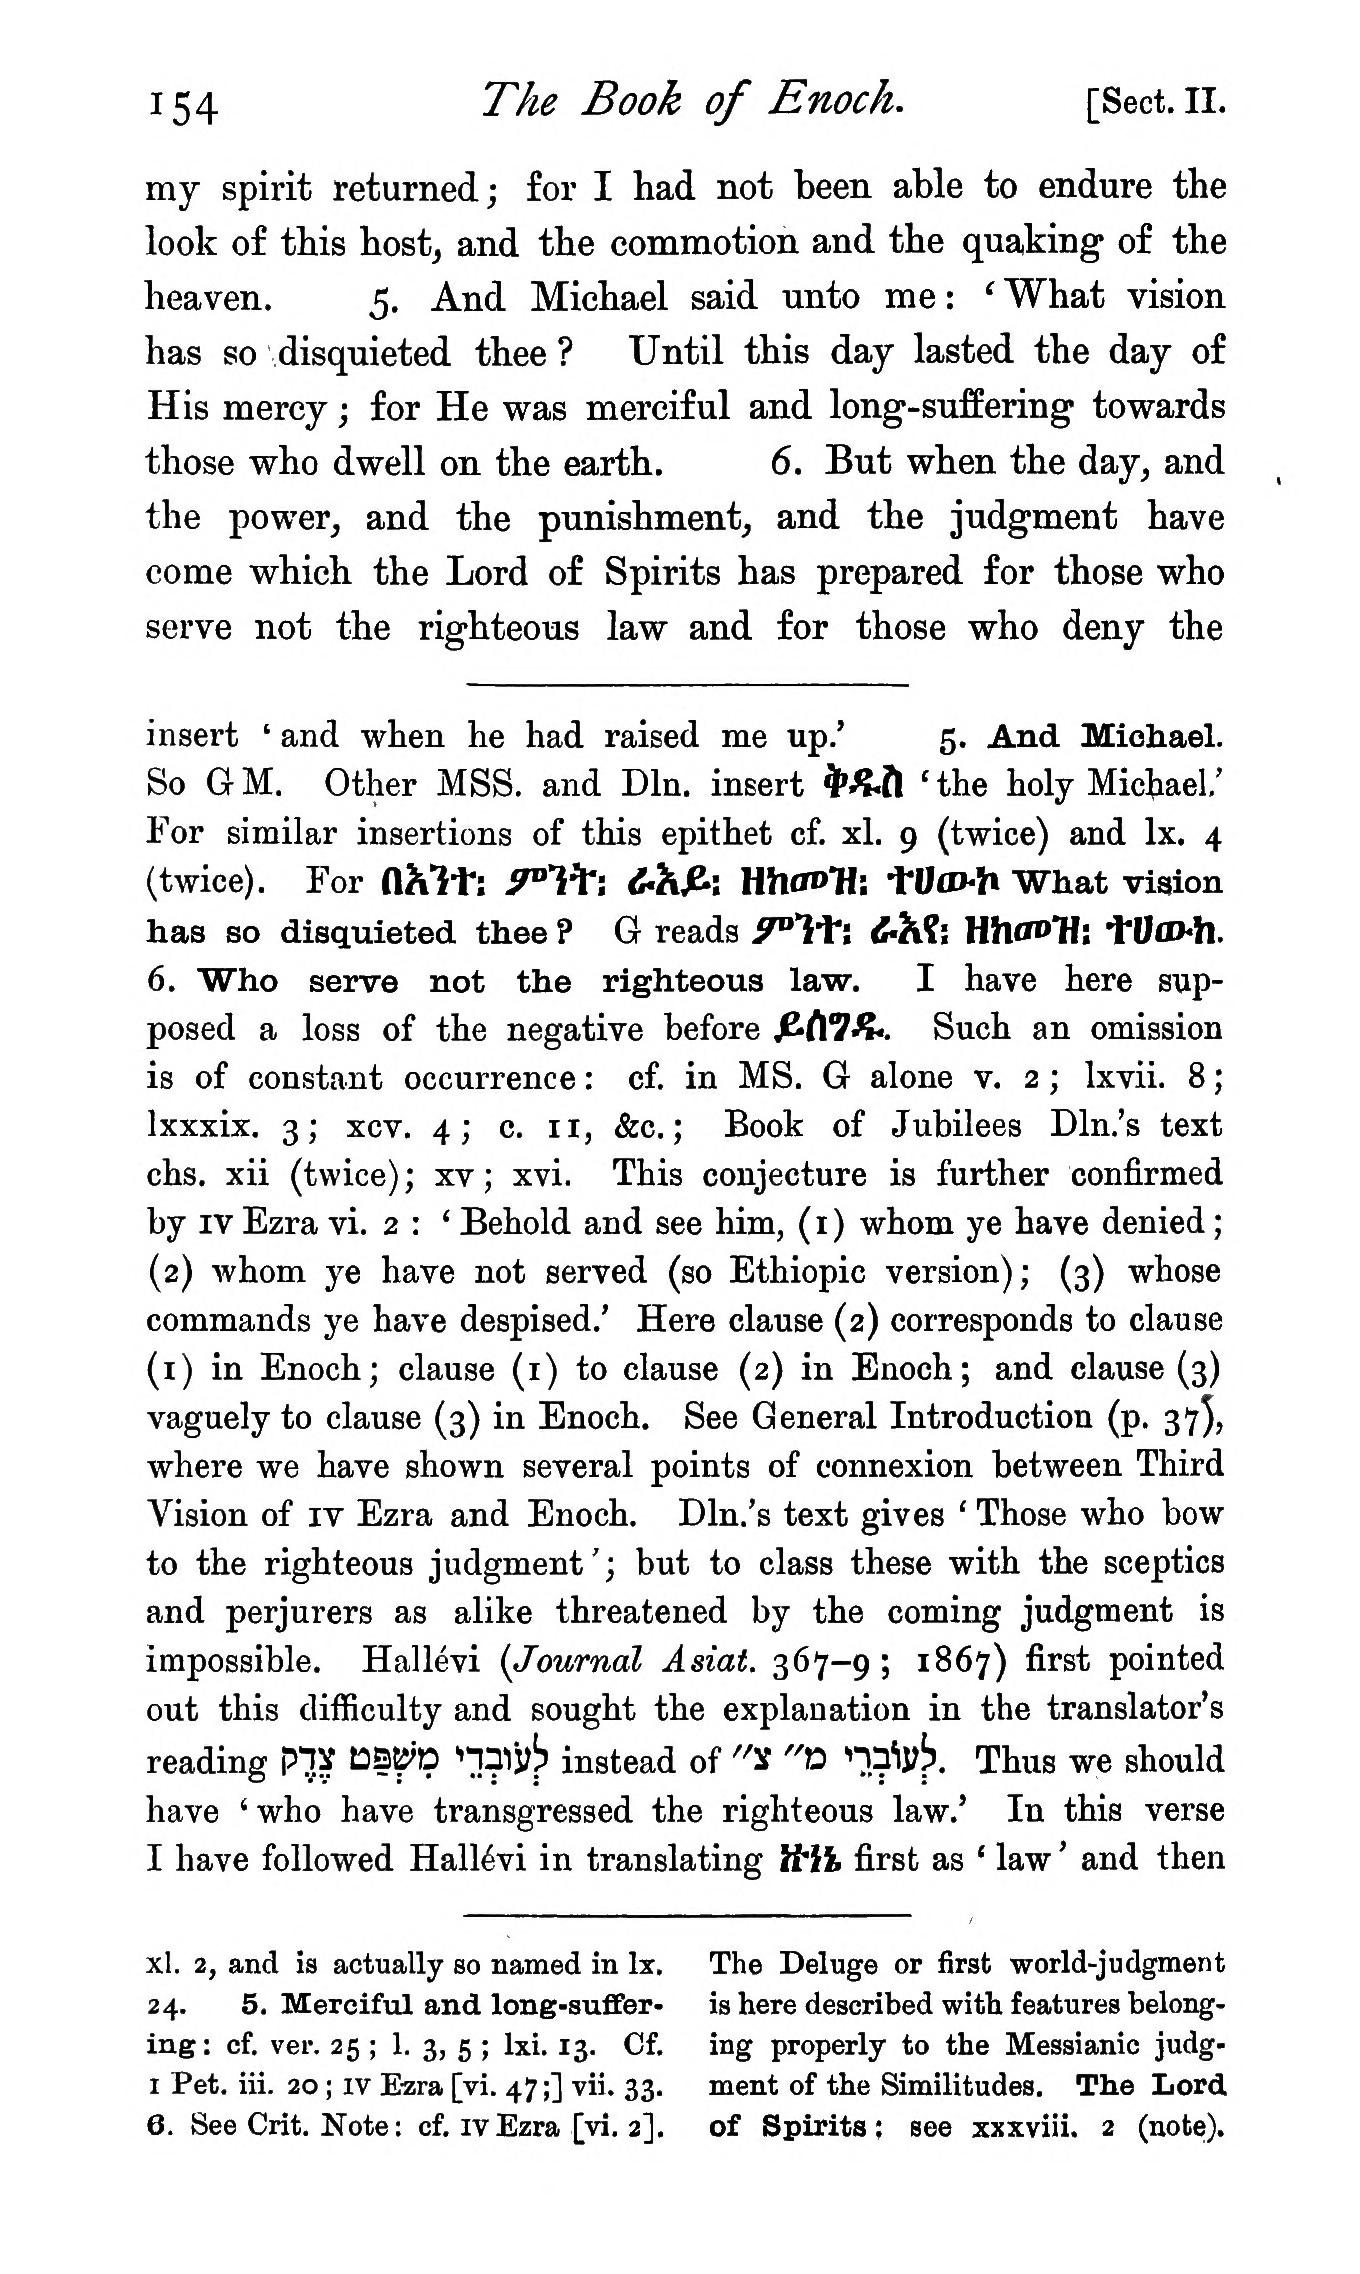 154 The Book of Enoch. [Sect. II.
my spirit returned; for I had not been able to endure the
look of this host, and the commotion and the quaking of the
heaven. 5. And Michael said unto me: ‘What vision
has so disquieted thee? Until this day lasted the day of
His mercy; for He was merciful and long-suffering towards
those who dwell on the earth. 6. But when the day, and
the power, and the punishment, and the judgment have
come which the Lord of Spirits has prepared for those who
serve not the righteous law and for those who deny the
insert ‘and when he had raised me up.’ 5. And Michael.
So G M. Other MSS. and Dln. insert ቅዱስ ‘the holy Michael.’
For similar insertions of this epithet cf. xl. 9 (twice) and lx. 4
(twice). For በእንተ፡ ምንት፡ ራእይ፡ ዘከመዝ፡ ተሀውከ What vision
has so disquieted thee? G reads ምንት፡ ራእየ፡ ዘከመዝ፡ ተሀውከ.
6. Who serve not the righteous law. I have here sup-
posed a loss of the negative before ይሰግዱ. Such an omission
is of constant occurrence: cf. in MS. G alone v. 2; lxvii. 8;
lxxxix. 3; xcv. 4; c. 11, &c.; Book of Jubilees Dln.’s text
chs. xii (twice); xv; xvi. This conjecture is further confirmed
by IV Ezra vi. 2: ‘Behold and see him, (1) whom ye have denied;
(2) whom ye have not served (so Ethiopic version); (3) whose
commands ye have despised.’ Here clause (2) corresponds to clause
(1) in Enoch; clause (1) to clause (2) in Enoch; and clause (3)
vaguely to clause (3) in Enoch. See General Introduction (p. 37),
where we have shown several points of connexion between Third
Vision of IV Ezra and Enoch. Dln.’s text gives ‘Those who bow
to the righteous judgment’; but to class these with the sceptics
and perjurers as alike threatened by the coming judgment is
impossible. Hallévi (Journal Asiat. 367–9; 1867) first pointed
out this difficulty and sought the explanation in the translator’s
reading לְעוֹבְדֵי מִשְׁפַּט צֶדֶק instead of לְעוֹבְרֵי מ״ צ״. Thus we should
have ‘who have transgressed the righteous law.’ In this verse
I have followed Hallévi in translating ኵነኔ first as ‘law’ and then
xl. 2, and is actually so named in lx.
24. 5. Merciful and long-suffer-
ing: cf. ver. 25; l. 3, 5; lxi. 13. Cf.
1 Pet. iii. 20; IV Ezra [vi. 47;] vii. 33.
6. See Crit. Note: cf. IV Ezra [vi. 2].
The Deluge or first world-judgment
is here described with features belong-
ing properly to the Messianic judg-
ment of the Similitudes. The Lord
of Spirits: see xxxviii. 2 (note).